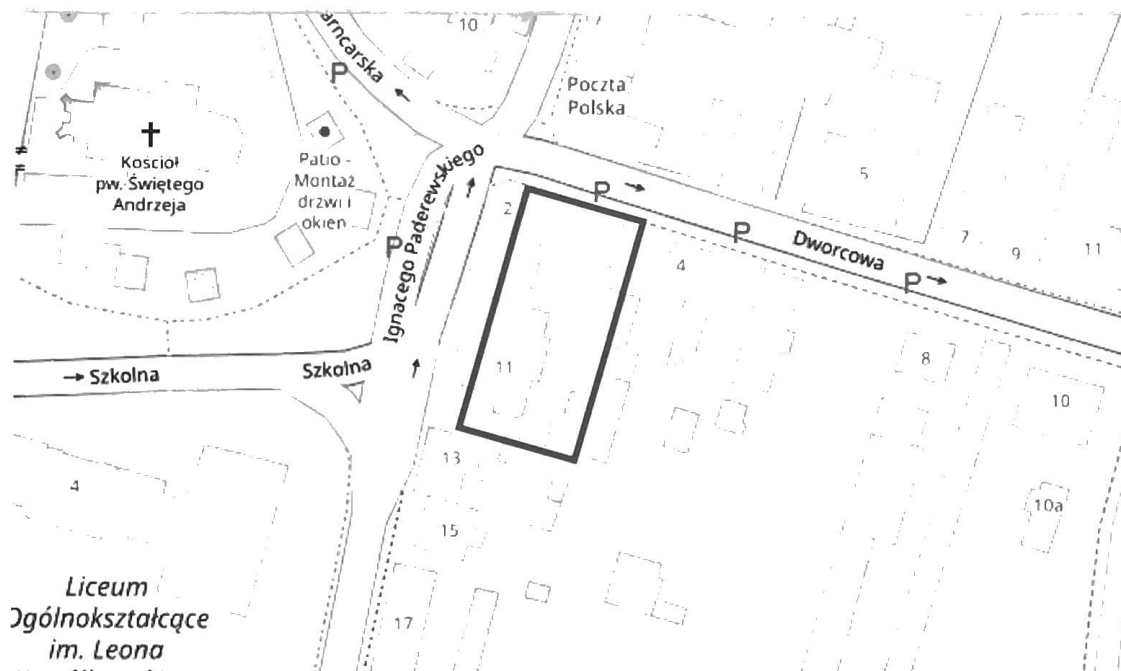 10
arncarska
P
Poczta
Polska
Kościół
pw. Świętego
Andrzeja
Patio -
Montaż
drzwi i
okien
Ignacego Paderewskiego
P
2
P
P
Dworcowa
P
5
7
9
11
4
8
10
10a
11
Szkolna
Szkolna
13
15
17
4
Liceum
Ogólnokształcące
im. Leona